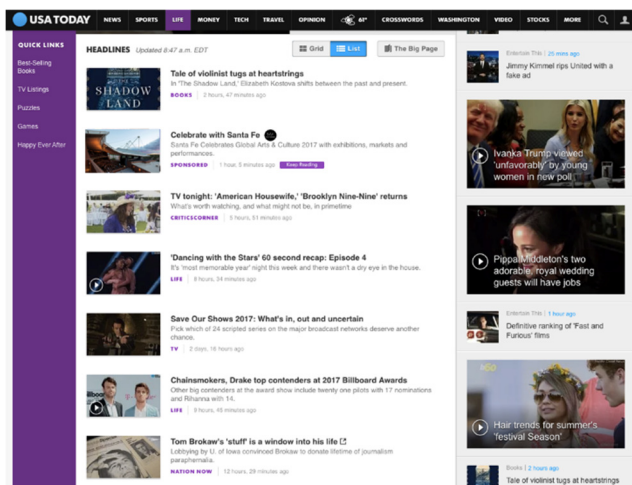 USA TODAY
NEWS SPORTS LIFE MONEY TECH TRAVEL OPINION 61° CROSSWORDS WASHINGTON VIDEO STOCKS MORE
QUICK LINKS
Best-Selling
Books
TV Listings
Puzzles
Games
Happy Ever After
HEADLINES Updated 8:47 a.m. EDT
Grid
List
The Big Page
SHADOW
LAND
Tale of violinist tugs at heartstrings
In 'The Shadow Land,' Elizabeth Kostova shifts between the past and present.
BOOKS 2 hours, 47 minutes ago
Celebrate with Santa Fe
Santa Fe Celebrates Global Arts & Culture 2017 with exhibitions, markets and
performances.
SPONSORED 1 hour, 5 minutes ago Keep Reading
TV tonight: 'American Housewife,' 'Brooklyn Nine-Nine' returns
What's worth watching, and what might not be, in primetime
CRITICSCORNER 5 hours, 51 minutes ago
'Dancing with the Stars' 60 second recap: Episode 4
It's 'most memorable year' night this week and there wasn't a dry eye in the house.
LIFE 8 hours, 34 minutes ago
Save Our Shows 2017: What's in, out and uncertain
Pick which of 24 scripted series on the major broadcast networks deserve another
chance.
TV 2 days, 16 hours ago
Chainsmokers, Drake top contenders at 2017 Billboard Awards
Other big contenders at the award show include twenty one pilots with 17 nominations
and Rihanna with 14.
LIFE 8 hours, 45 minutes ago
Tom Brokaw's 'stuff' is a window into his life
Lobbying by U. of Iowa convinced Brokaw to donate lifetime of journalism
paraphernalia.
NATION NOW 12 hours, 29 minutes ago
Entertain This | 25 mins ago
Jimmy Kimmel rips United with a
fake ad
Ivanka Trump viewed
'unfavorably' by young
women in new poll
Pippa Middleton's two
adorable, royal wedding
guests will have jobs
Entertain This | 1 hour ago
Definitive ranking of 'Fast and
Furious' films
Hair trends for summer's
'festival Season'
Books | 2 hours ago
Tale of violinist tugs at heartstrings